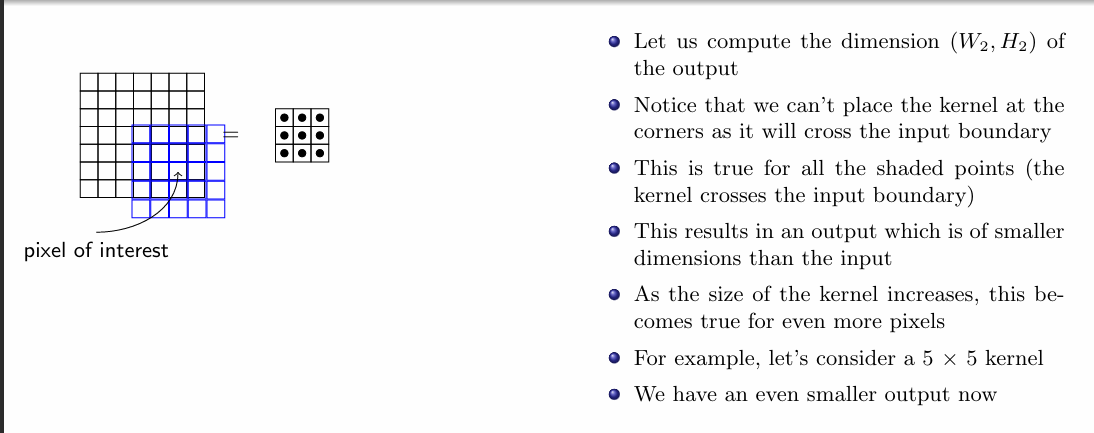 =
pixel of interest
Let us compute the dimension (W₂, H₂) of
the output
Notice that we can't place the kernel at the
corners as it will cross the input boundary
This is true for all the shaded points (the
kernel crosses the input boundary)
This results in an output which is of smaller
dimensions than the input
As the size of the kernel increases, this be-
comes true for even more pixels
For example, let's consider a 5 × 5 kernel
We have an even smaller output now